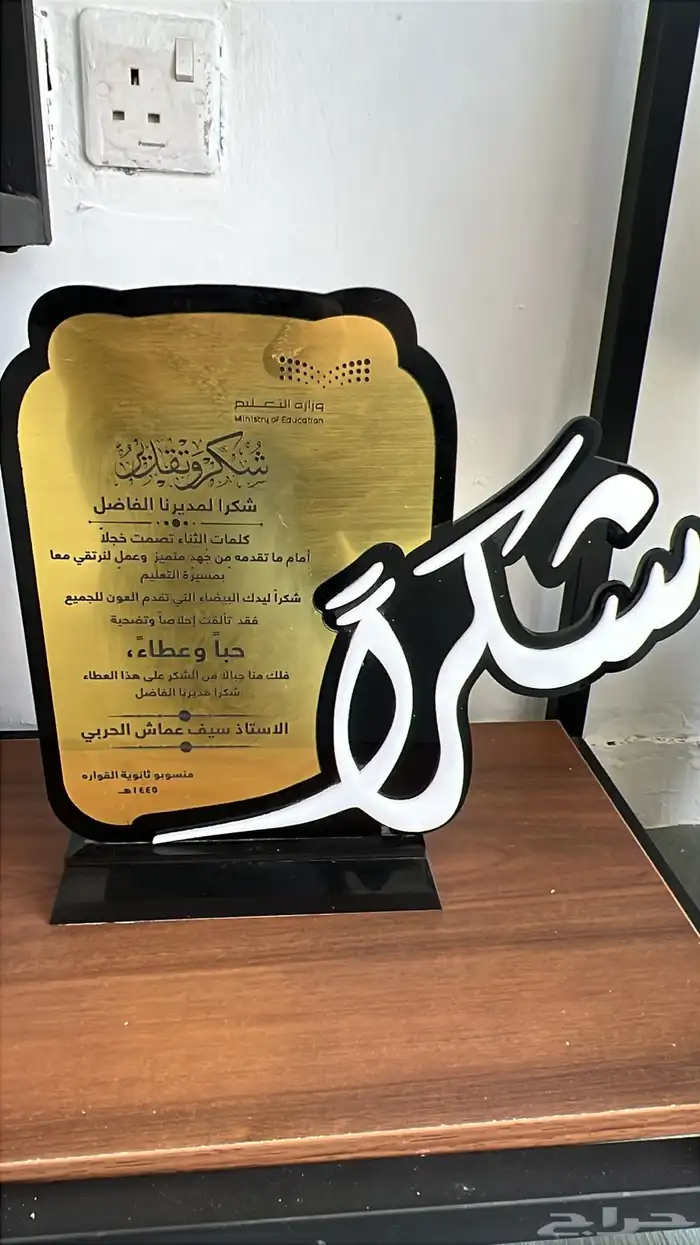 Panasonic
وزارة التعليم
Ministry of Education
شكر وتقدير
شكرا لمديرنا الفاضل
كلمات الثناء تصمت خجلاً
أمام ما تقدمه من جهد متميز وعمل لنرتقي معا
بمسيرة التعليم
شكراً ليدك البيضاء التي تقدم العون للجميع
فقد تألقت إخلاصاً وتضحية
حباً وعطاءً،
فلك منا جبالا من الشكر على هذا العطاء
شكرا مديرنا الفاضل
الاستاذ سيف عماش الحربي
منسوبو ثانوية القواره
١٤٤٥هـ
شكراً
حراج